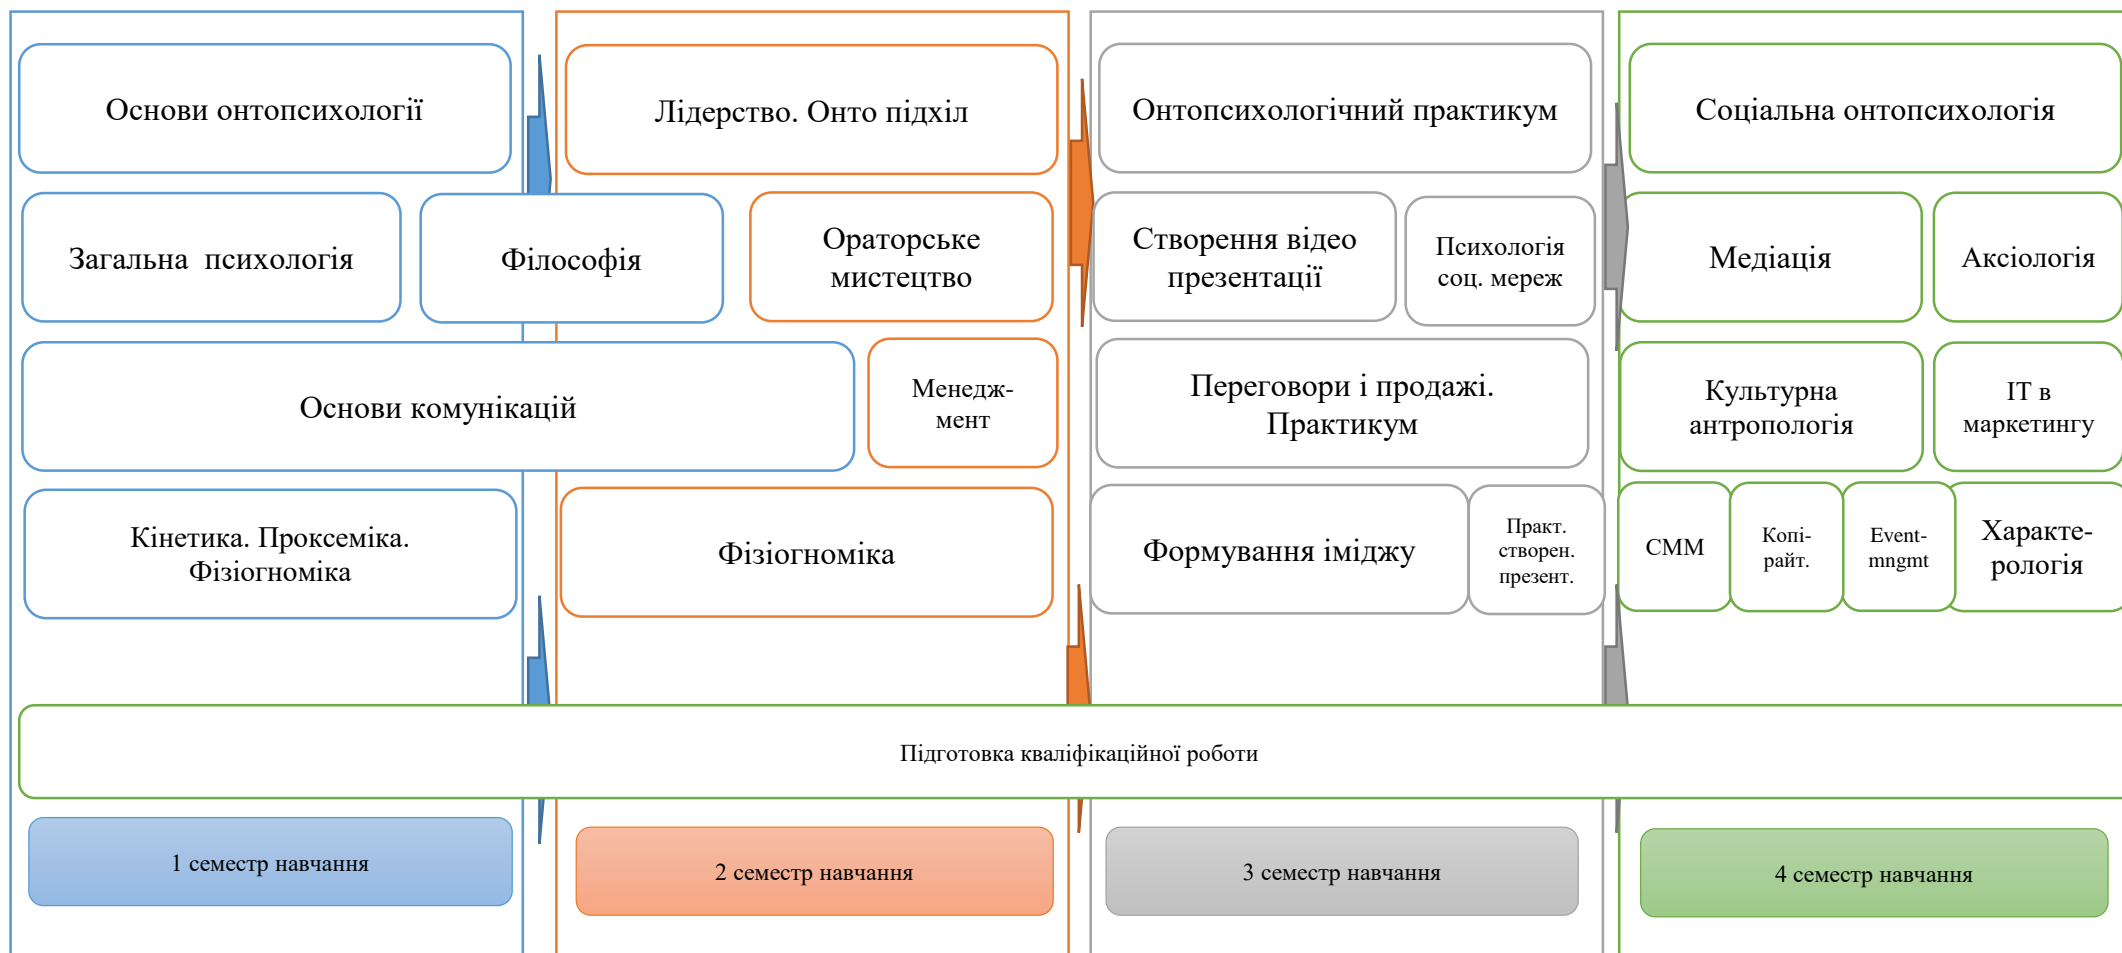 Основи онтопсихології
Лідерство. Онто підхіл
Онтопсихологічний практикум
Соціальна онтопсихологія
Загальна психологія
Філософія
Ораторське
мистецтво
Створення відео
презентації
Психологія
соц. мереж
Медіація
Аксіологія
Основи комунікацій
Менедж-
мент
Переговори і продажі.
Практикум
Культурна
антропологія
ІТ в
маркетингу
Кінетика. Проксеміка.
Фізіогноміка
Фізіогноміка
Формування іміджу
Практ.
створен.
презент.
СММ
Копі-
райт.
Event-
mngmt
Характе-
рологія
Підготовка кваліфікаційної роботи
1 семестр навчання
2 семестр навчання
3 семестр навчання
4 семестр навчання